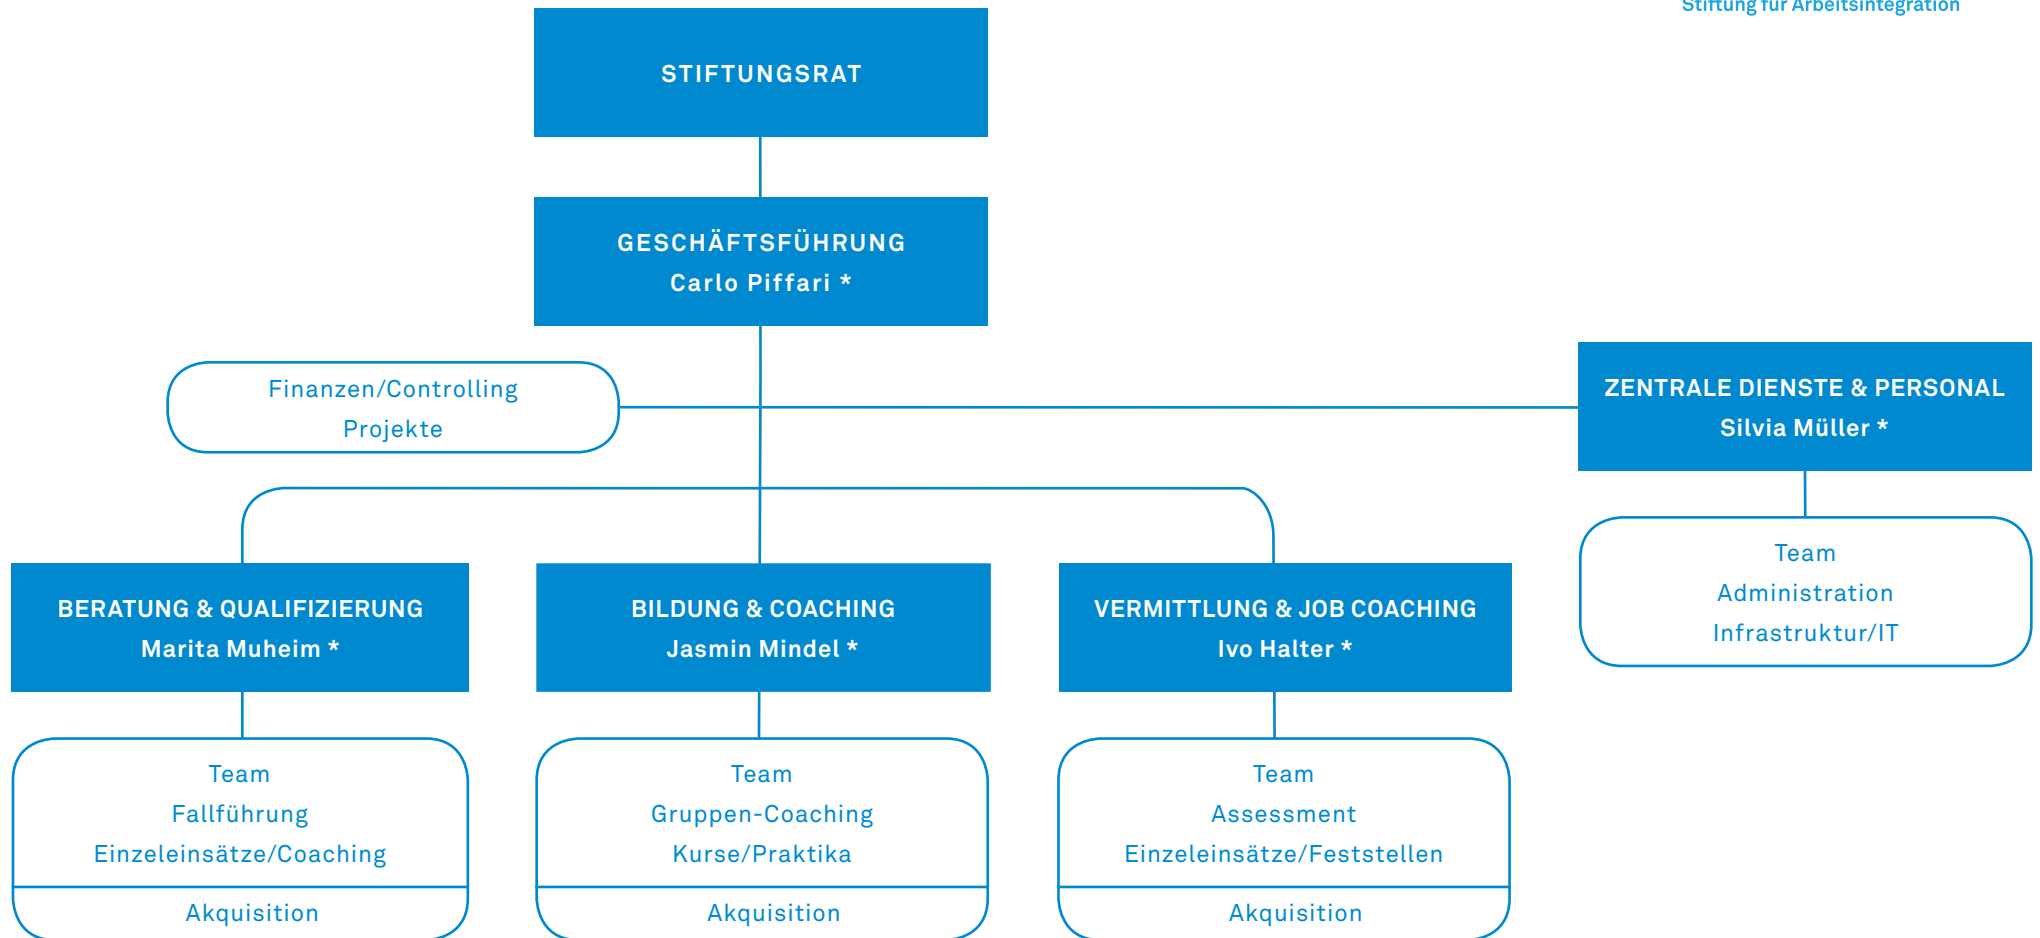 Stiftung für Arbeitsintegration
STIFTUNGSRAT
GESCHÄFTSFÜHRUNG
Carlo Piffari *
Finanzen/Controlling
Projekte
ZENTRALE DIENSTE & PERSONAL
Silvia Müller *
Team
Administration
Infrastruktur/IT
BERATUNG & QUALIFIZIERUNG
Marita Muheim *
BILDUNG & COACHING
Jasmin Mindel *
VERMITTLUNG & JOB COACHING
Ivo Halter *
Team
Fallführung
Einzeleinsätze/Coaching
Akquisition
Team
Gruppen-Coaching
Kurse/Praktika
Akquisition
Team
Assessment
Einzeleinsätze/Feststellen
Akquisition